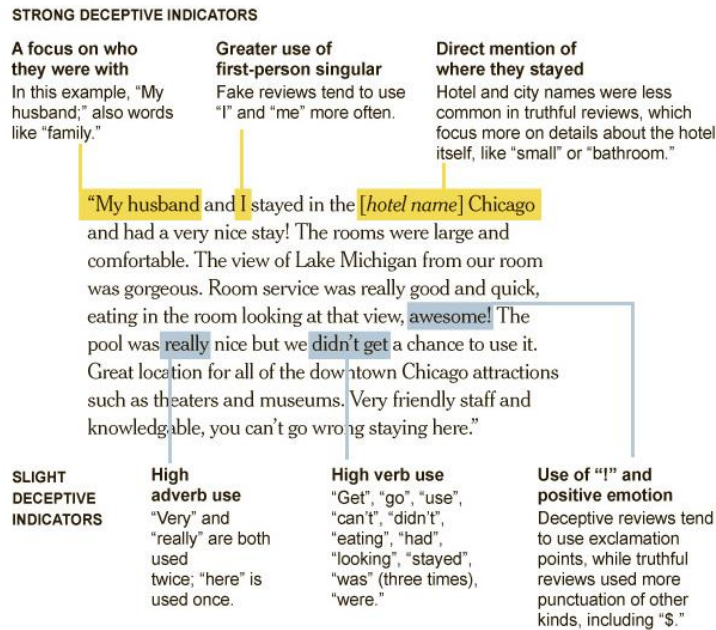 STRONG DECEPTIVE INDICATORS
A focus on who
they were with
In this example, “My
husband;” also words
like “family.”
Greater use of
first-person singular
Fake reviews tend to use
“I” and “me” more often.
Direct mention of
where they stayed
Hotel and city names were less
common in truthful reviews, which
focus more on details about the hotel
itself, like “small” or “bathroom.”
“My husband and I stayed in the [hotel name] Chicago
and had a very nice stay! The rooms were large and
comfortable. The view of Lake Michigan from our room
was gorgeous. Room service was really good and quick,
eating in the room looking at that view, awesome! The
pool was really nice but we didn’t get a chance to use it.
Great location for all of the downtown Chicago attractions
such as theaters and museums. Very friendly staff and
knowledgable, you can’t go wrong staying here.”
SLIGHT
DECEPTIVE
INDICATORS
High
adverb use
“Very” and
“really” are both
used
twice; “here” is
used once.
High verb use
“Get”, “go”, “use”,
“can’t”, “didn’t”,
“eating”, “had”,
“looking”, “stayed”,
“was” (three times),
“were.”
Use of “!” and
positive emotion
Deceptive reviews tend
to use exclamation
points, while truthful
reviews used more
punctuation of other
kinds, including “$.”